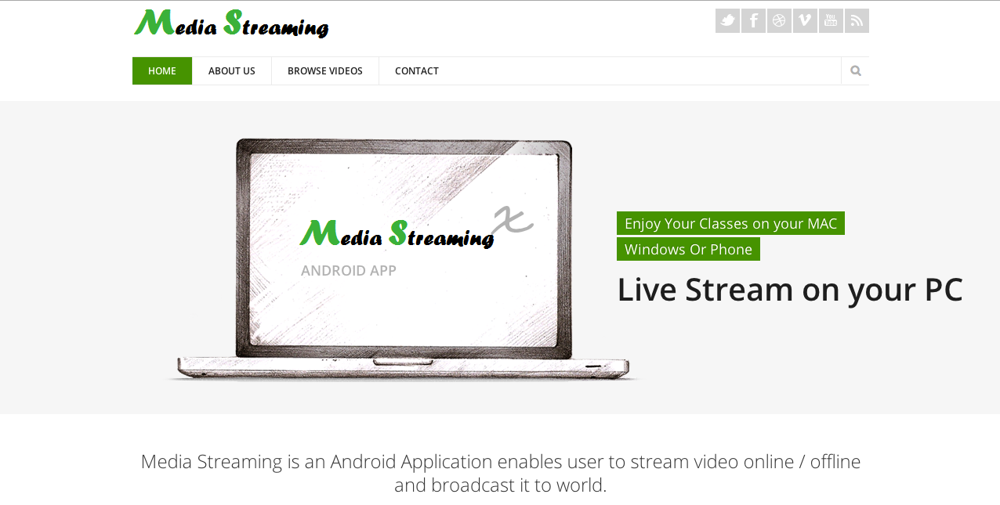 Media Streaming
You
Tube
HOME
ABOUT US
BROWSE VIDEOS
CONTACT
Media Streaming x
ANDROID APP
Enjoy Your Classes on your MAC
Windows Or Phone
Live Stream on your PC
Media Streaming is an Android Application enables user to stream video online / offline
and broadcast it to world.